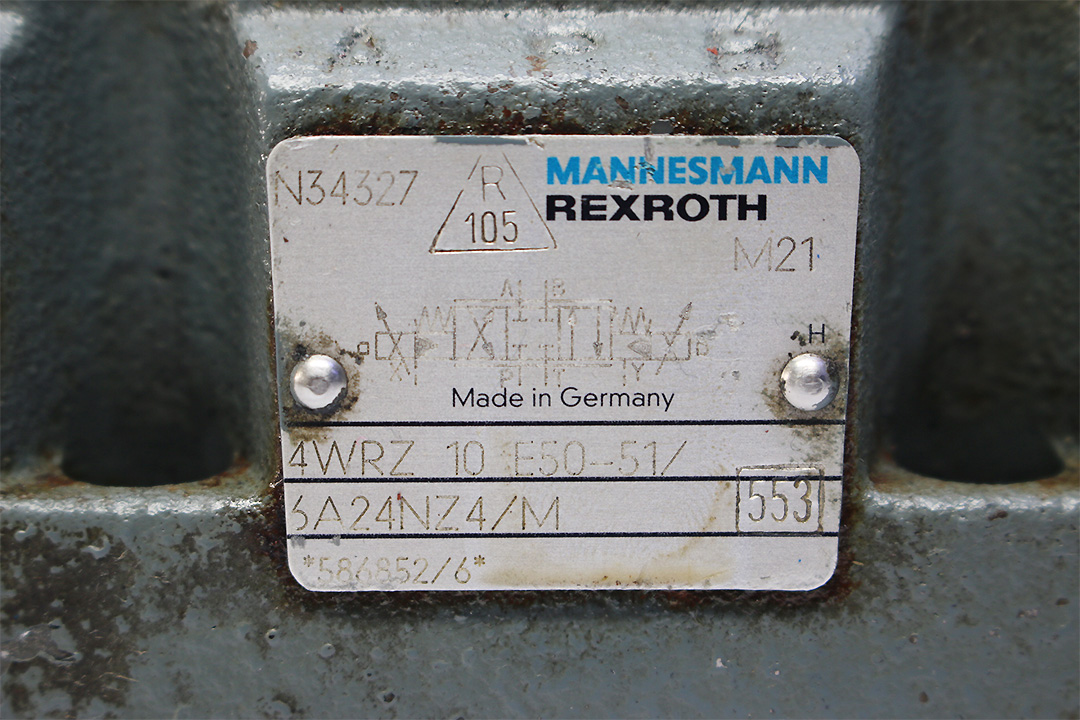 N34327
R
105
MANNESMANN
REXROTH
M21
A B
H
Made in Germany
4WRZ 10 E50-51/
6A24NZ4/M
553
*586852/6*